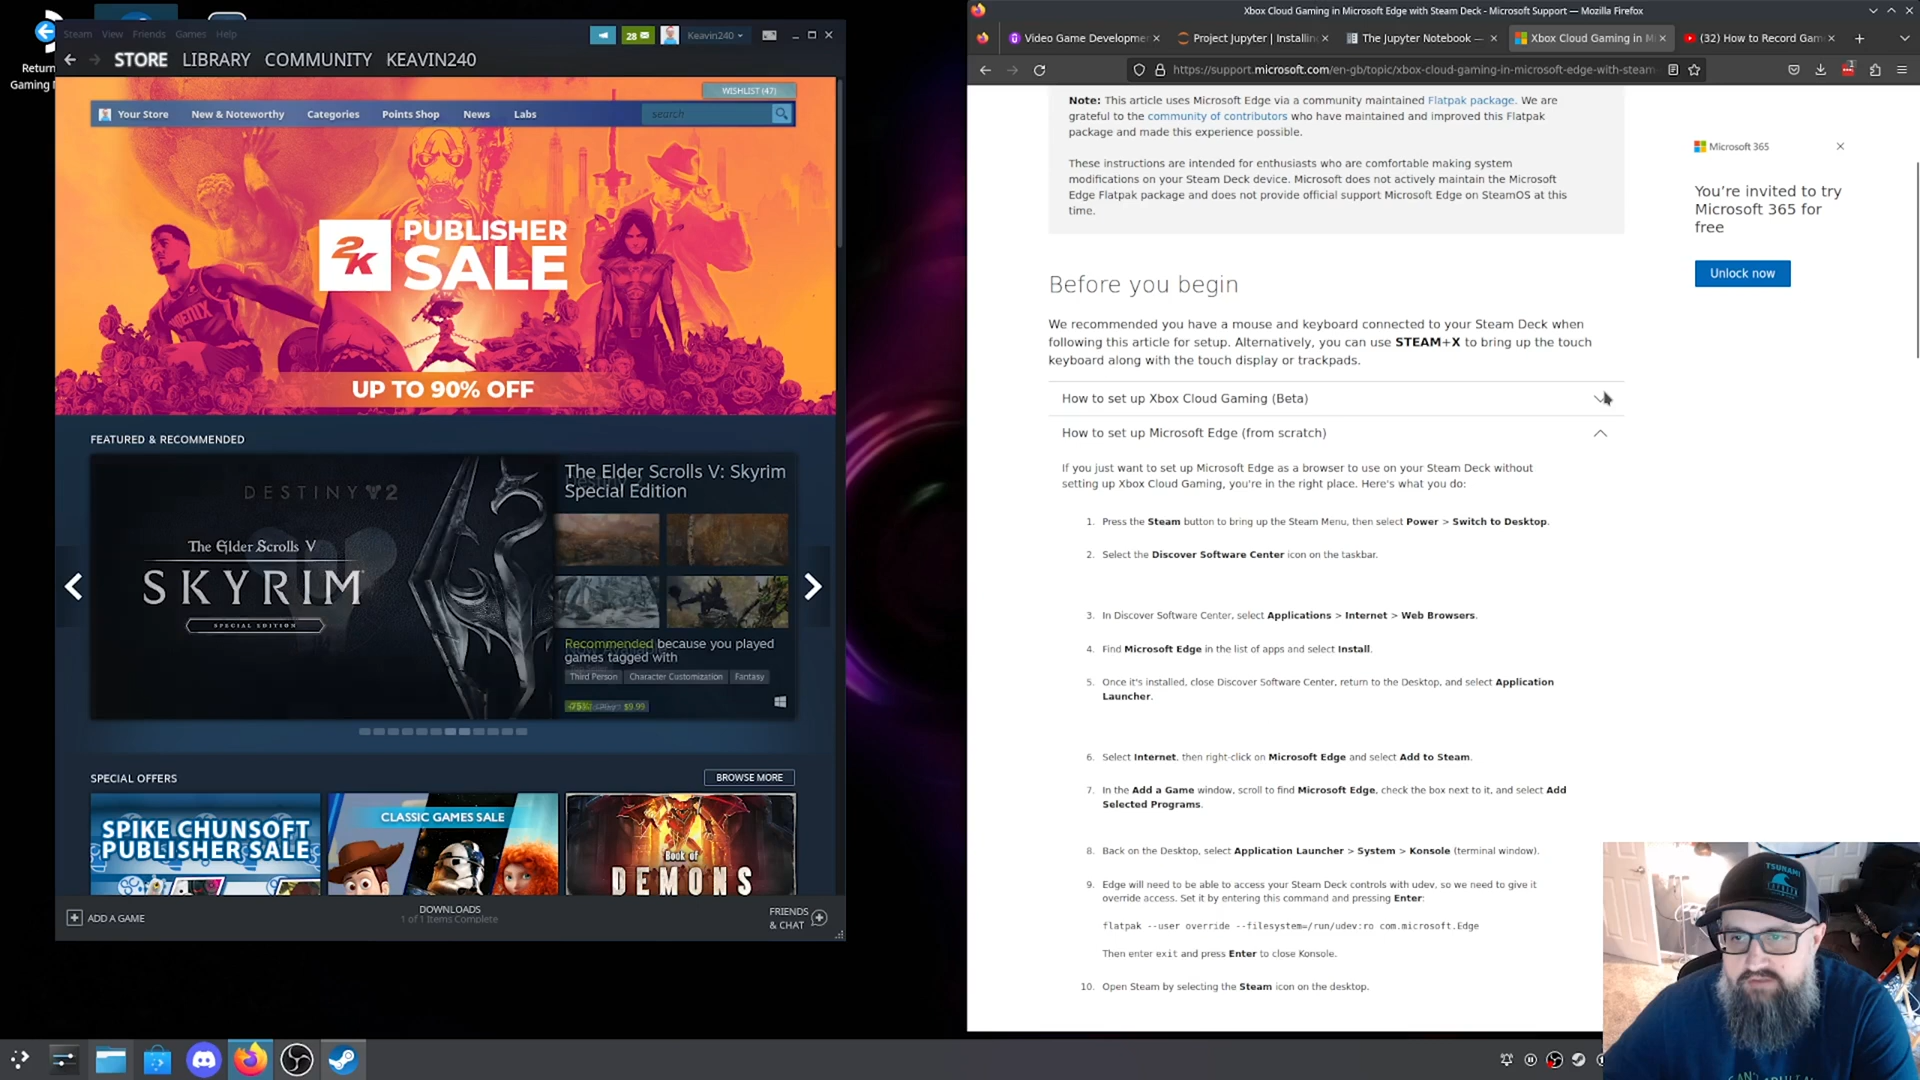 Return
Gaming
Steam View Friends Games Help
28
Keavin240
STORE LIBRARY COMMUNITY KEAVIN240
WISHLIST (47)
Your Store New & Noteworthy Categories Points Shop News Labs search
2K PUBLISHER
SALE
PHOENIX
UP TO 90% OFF
FEATURED & RECOMMENDED
DESTINY 2
The Elder Scrolls V
SKYRIM
SPECIAL EDITION
The Elder Scrolls V: Skyrim
Special Edition
Recommended because you played
games tagged with
Third Person Character Customization Fantasy
-75% $9.99
SPECIAL OFFERS
BROWSE MORE
SPIKE CHUNSOFT
PUBLISHER SALE
CLASSIC GAMES SALE
Book of
DEMONS
ADD A GAME
DOWNLOADS
1 of 1 Items Complete
FRIENDS
& CHAT
Xbox Cloud Gaming in Microsoft Edge with Steam Deck - Microsoft Support — Mozilla Firefox
Video Game Developme
Project Jupyter | Installin
The Jupyter Notebook —
Xbox Cloud Gaming in M
(32) How to Record Gam
https://support.microsoft.com/en-gb/topic/xbox-cloud-gaming-in-microsoft-edge-with-steam
Note: This article uses Microsoft Edge via a community maintained Flatpak package. We are
grateful to the community of contributors who have maintained and improved this Flatpak
package and made this experience possible.
These instructions are intended for enthusiasts who are comfortable making system
modifications on your Steam Deck device. Microsoft does not actively maintain the Microsoft
Edge Flatpak package and does not provide official support Microsoft Edge on SteamOS at this
time.
Microsoft 365
You're invited to try
Microsoft 365 for
free
Unlock now
Before you begin
We recommended you have a mouse and keyboard connected to your Steam Deck when
following this article for setup. Alternatively, you can use STEAM+X to bring up the touch
keyboard along with the touch display or trackpads.
How to set up Xbox Cloud Gaming (Beta)
How to set up Microsoft Edge (from scratch)
If you just want to set up Microsoft Edge as a browser to use on your Steam Deck without
setting up Xbox Cloud Gaming, you're in the right place. Here's what you do:
1. Press the Steam button to bring up the Steam Menu, then select Power > Switch to Desktop.
2. Select the Discover Software Center icon on the taskbar.
3. In Discover Software Center, select Applications > Internet > Web Browsers.
4. Find Microsoft Edge in the list of apps and select Install.
5. Once it's installed, close Discover Software Center, return to the Desktop, and select Application
Launcher.
6. Select Internet, then right-click on Microsoft Edge and select Add to Steam.
7. In the Add a Game window, scroll to find Microsoft Edge, check the box next to it, and select Add
Selected Programs.
8. Back on the Desktop, select Application Launcher > System > Konsole (terminal window).
9. Edge will need to be able to access your Steam Deck controls with udev, so we need to give it
override access. Set it by entering this command and pressing Enter:
flatpak --user override --filesystem=/run/udev:ro com.microsoft.Edge
Then enter exit and press Enter to close Konsole.
10. Open Steam by selecting the Steam icon on the desktop.
TSUNAMI